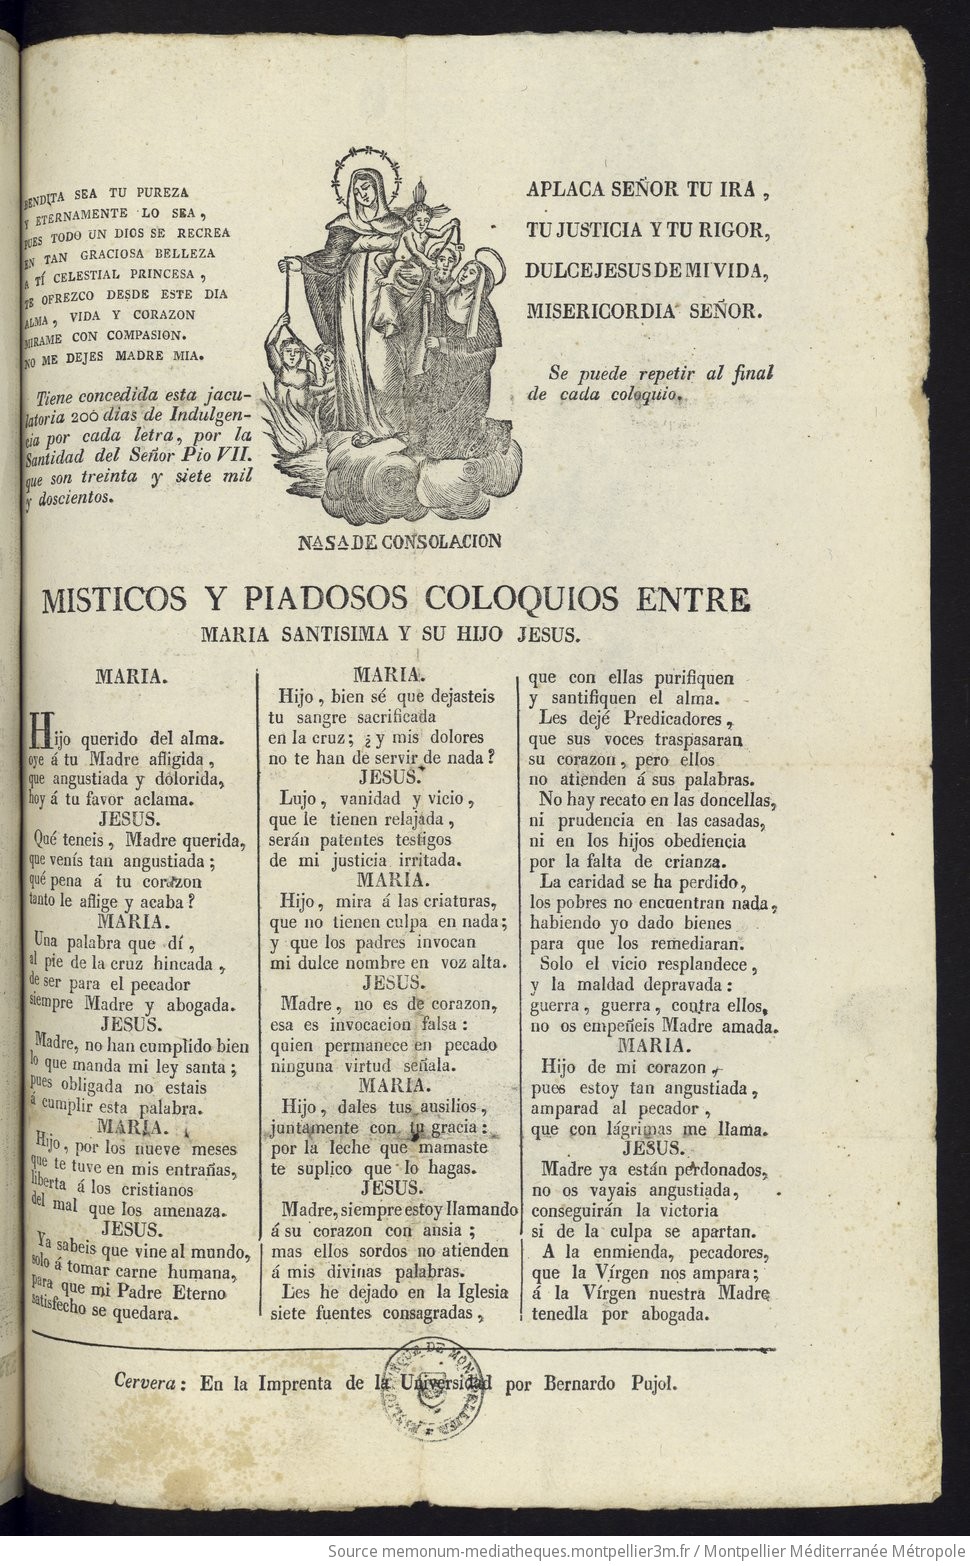 BENDITA SEA TU PUREZA
Y ETERNAMENTE LO SEA,
PUES TODO UN DIOS SE RECREA
EN TAN GRACIOSA BELLEZA
A TÍ CELESTIAL PRINCESA,
TE OFREZCO DESDE ESTE DIA
ALMA, VIDA Y CORAZON
MIRAME CON COMPASION.
NO ME DEJES MADRE MIA.
Tiene concedida esta jacu-
latoria 200 dias de Indulgen-
cia por cada letra, por la
Santidad del Señor Pio VII.
que son treinta y siete mil
y doscientos.
APLACA SEÑOR TU IRA,
TU JUSTICIA Y TU RIGOR,
DULCE JESUS DE MI VIDA,
MISERICORDIA SEÑOR.
Se puede repetir al final
de cada coloquio.
NA SA DE CONSOLACION
MISTICOS Y PIADOSOS COLOQUIOS ENTRE
MARIA SANTISIMA Y SU HIJO JESUS.
MARIA.
Hijo querido del alma.
oye á tu Madre afligida,
que angustiada y dolorida,
hoy á tu favor aclama.
JESUS.
Qué teneis, Madre querida,
que venís tan angustiada;
qué pena á tu corazon
tanto le aflige y acaba?
MARIA.
Una palabra que dí,
al pie de la cruz hincada,
de ser para el pecador
siempre Madre y abogada.
JESUS.
Madre, no han cumplido bien
lo que manda mi ley santa;
pues obligada no estais
á cumplir esta palabra.
MARIA.
Hijo, por los nueve meses
que te tuve en mis entrañas,
liberta á los cristianos
del mal que los amenaza.
JESUS.
Ya sabeis que vine al mundo,
solo á tomar carne humana,
para que mi Padre Eterno
satisfecho se quedara.
MARIA.
Hijo, bien sé que dejasteis
tu sangre sacrificada
en la cruz; ¿y mis dolores
no te han de servir de nada?
JESUS.
Lujo, vanidad y vicio,
que le tienen relajada,
serán patentes testigos
de mi justicia irritada.
MARIA.
Hijo, mira á las criaturas,
que no tienen culpa en nada;
y que los padres invocan
mi dulce nombre en voz alta.
JESUS.
Madre, no es de corazon,
esa es invocacion falsa:
quien permanece en pecado
ninguna virtud señala.
MARIA.
Hijo, dales tus ausilios,
juntamente con tu gracia:
por la leche que mamaste
te suplico que lo hagas.
JESUS.
Madre, siempre estoy llamando
á su corazon con ansia;
mas ellos sordos no atienden
á mis divinas palabras.
Les he dejado en la Iglesia
siete fuentes consagradas,
que con ellas purifiquen
y santifiquen el alma.
Les dejé Predicadores,
que sus voces traspasaran
su corazon, pero ellos
no atienden á sus palabras.
No hay recato en las doncellas,
ni prudencia en las casadas,
ni en los hijos obediencia
por la falta de crianza.
La caridad se ha perdido,
los pobres no encuentran nada,
habiendo yo dado bienes
para que los remediaran.
Solo el vicio resplandece,
y la maldad depravada:
guerra, guerra, contra ellos,
no os empeñeis Madre amada.
MARIA.
Hijo de mi corazon,
pues estoy tan angustiada,
amparad al pecador,
que con lágrimas me llama.
JESUS.
Madre ya están perdonados,
no os vayais angustiada,
conseguirán la victoria
si de la culpa se apartan.
A la enmienda, pecadores,
que la Vírgen nos ampara;
á la Vírgen nuestra Madre
tenedla por abogada.
Cervera: En la Imprenta de la Universidad por Bernardo Pujol.
Source memonum-mediatheques.montpellier3m.fr / Montpellier Méditerranée Métropole